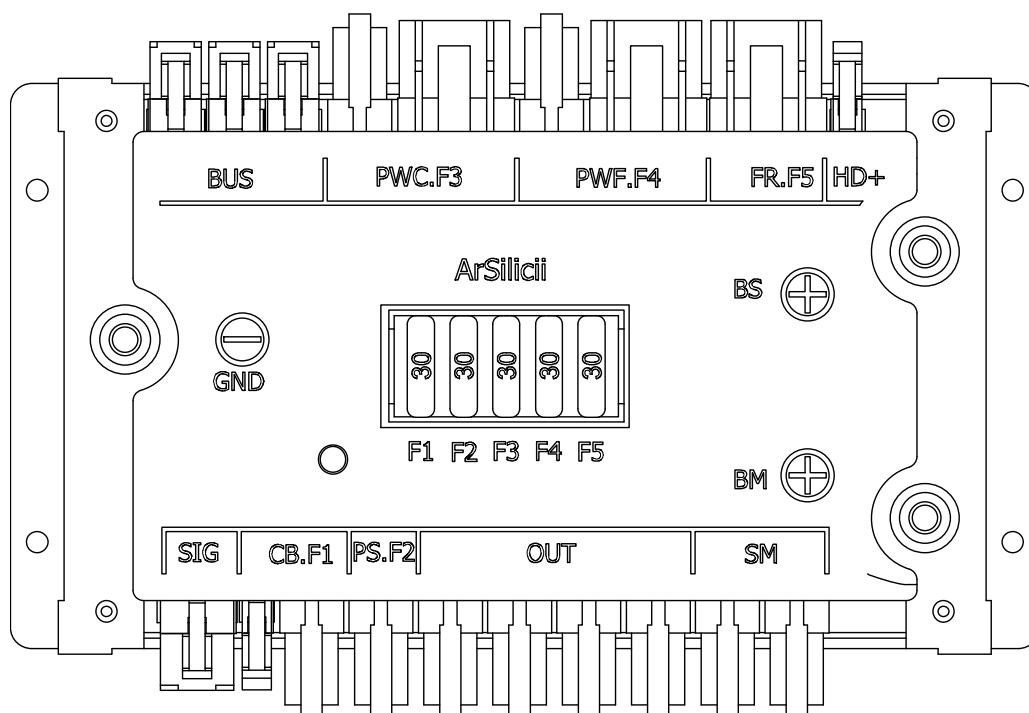 BUS PWC.F3 PWF.F4 FR.F5 HD+
ArSilicii
BS
30 30 30 30 30
GND
F1 F2 F3 F4 F5
BM
SIG CB.F1 PS.F2 OUT SM